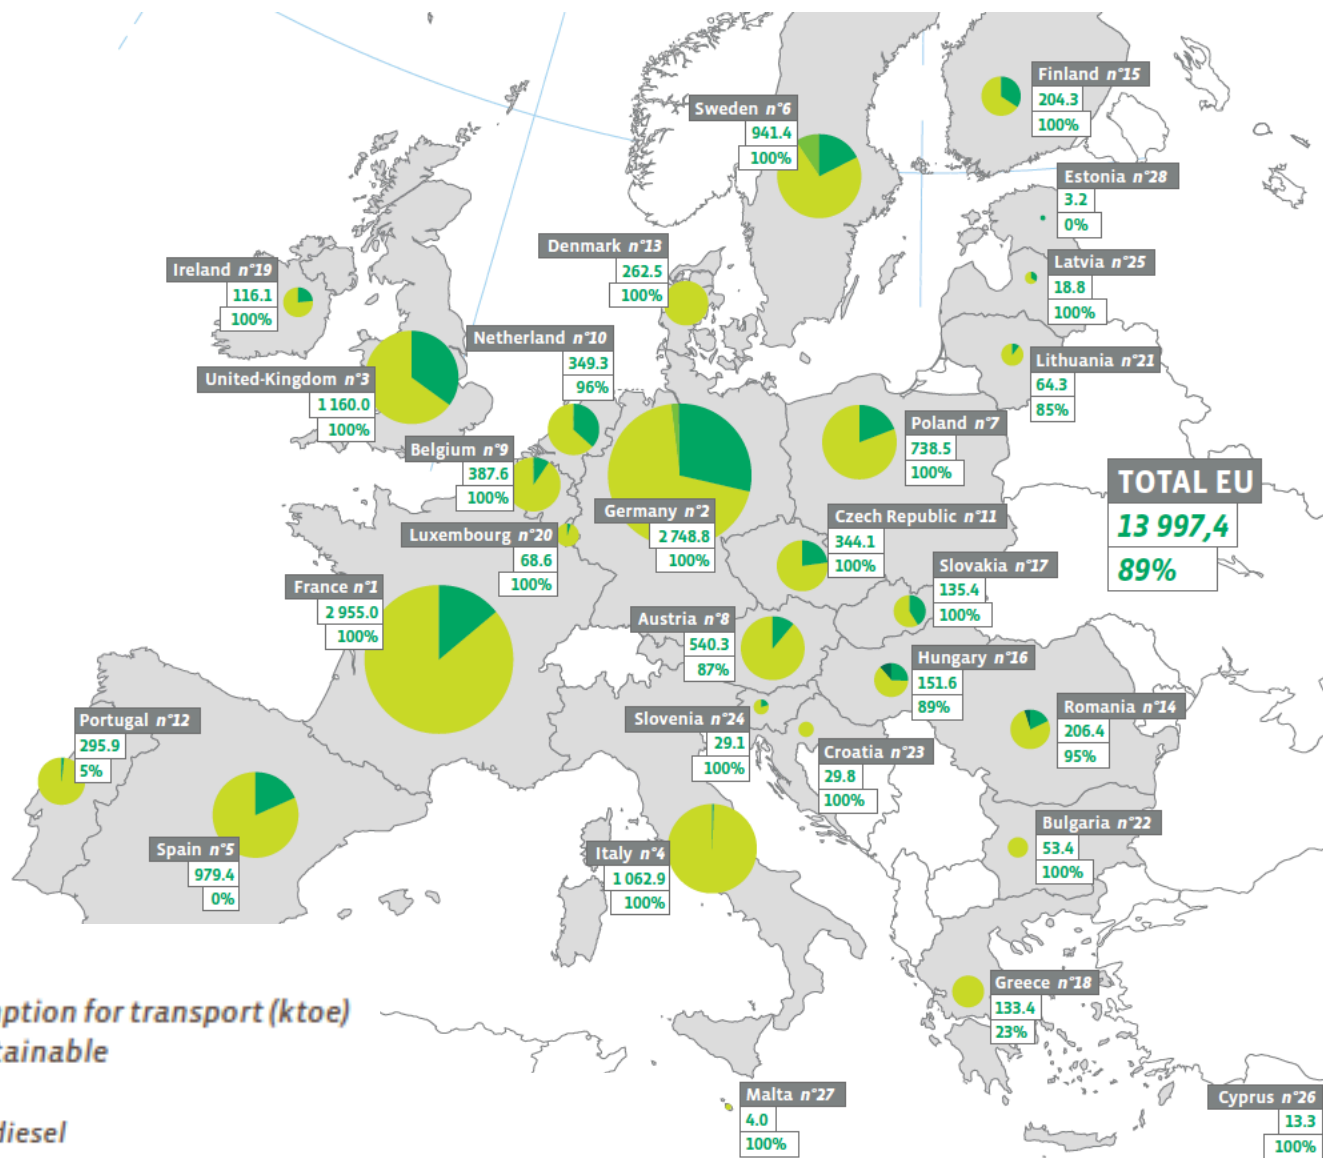 Finland n°15
204.3
100%
Sweden n°6
941.4
100%
Estonia n°28
3.2
0%
Denmark n°13
262.5
100%
Latvia n°25
18.8
100%
Ireland n°19
116.1
100%
Netherland n°10
349.3
96%
Lithuania n°21
64.3
85%
United-Kingdom n°3
1 160.0
100%
Poland n°7
738.5
100%
Belgium n°9
387.6
100%
TOTAL EU
13 997,4
89%
Germany n°2
2 748.8
100%
Czech Republic n°11
344.1
100%
Luxembourg n°20
68.6
100%
Slovakia n°17
135.4
100%
France n°1
2 955.0
100%
Austria n°8
540.3
87%
Hungary n°16
151.6
89%
Romania n°14
206.4
95%
Portugal n°12
295.9
5%
Slovenia n°24
29.1
100%
Croatia n°23
29.8
100%
Bulgaria n°22
53.4
100%
Spain n°5
979.4
0%
Italy n°4
1 062.9
100%
Greece n°18
133.4
23%
ption for transport (ktoe)
tainable
Malta n°27
4.0
100%
Cyprus n°26
13.3
100%
diesel